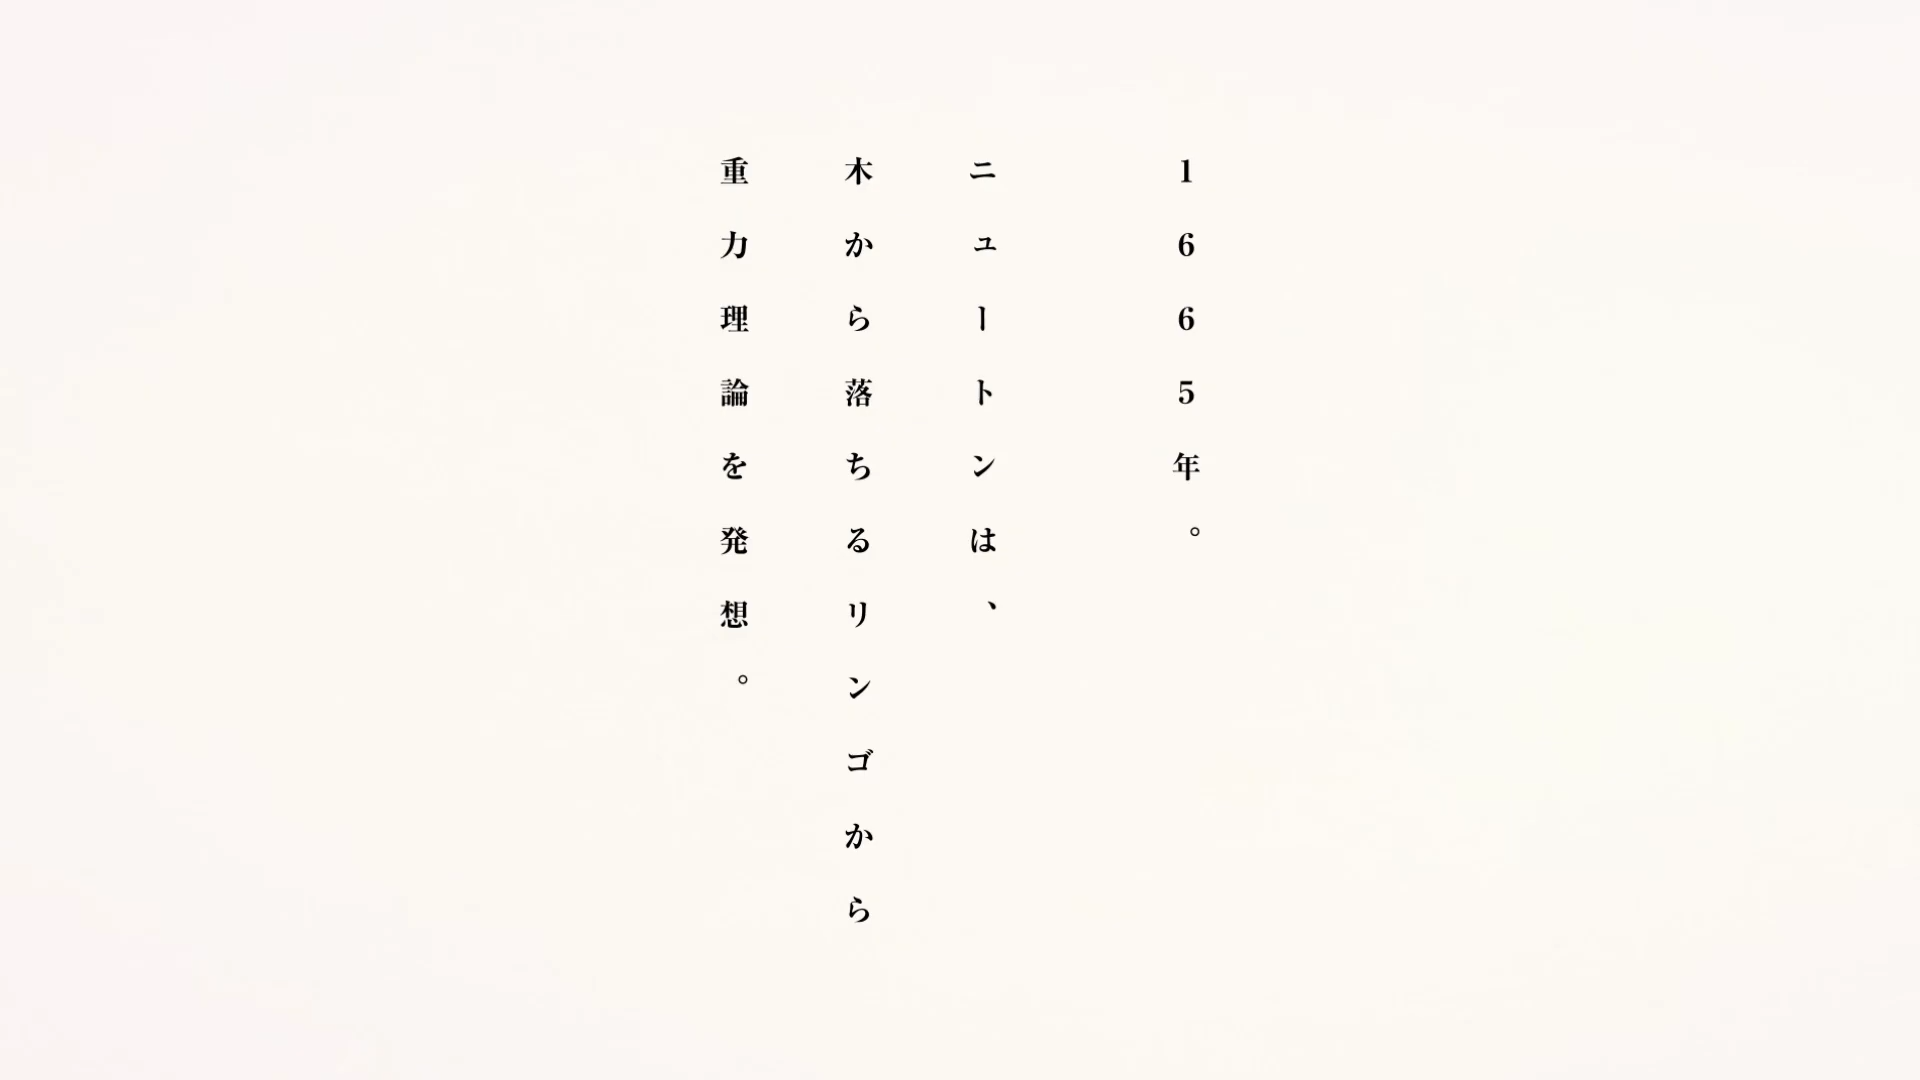 1665年。
ニュートンは、
木から落ちるリンゴから
重力理論を発想。